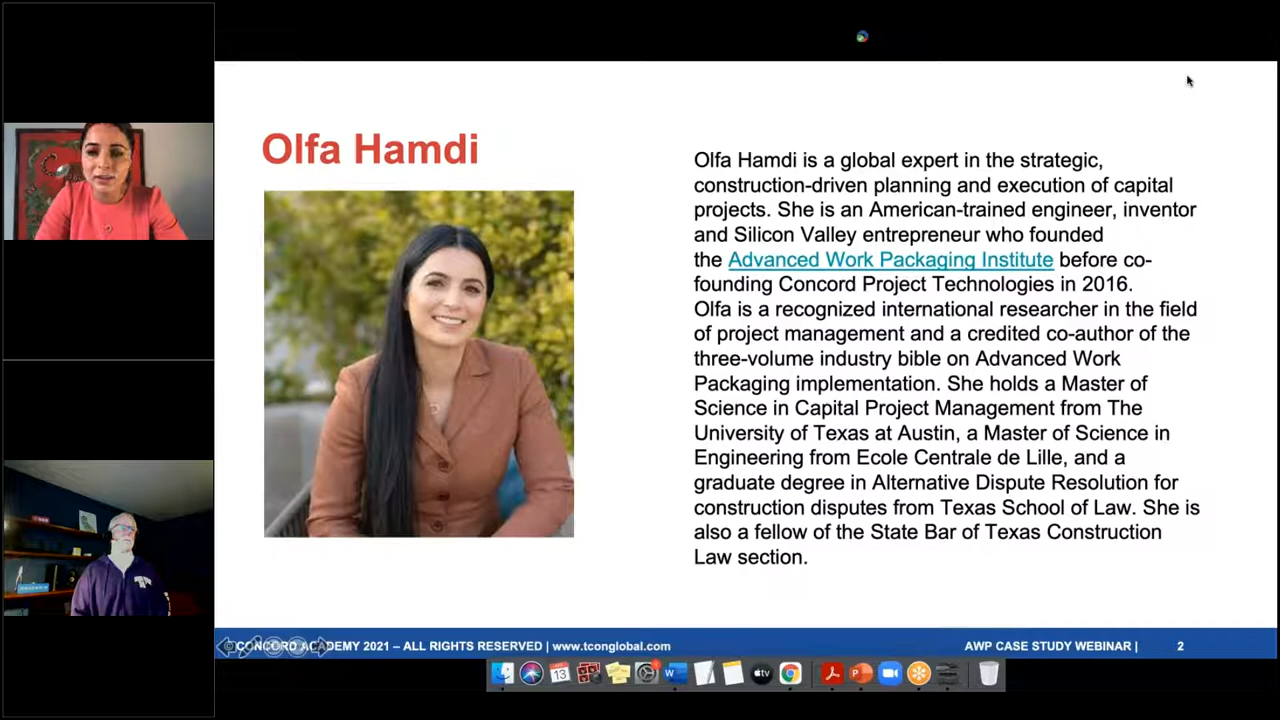 Olfa Hamdi
Olfa Hamdi is a global expert in the strategic,
construction-driven planning and execution of capital
projects. She is an American-trained engineer, inventor
and Silicon Valley entrepreneur who founded
the Advanced Work Packaging Institute before co-
founding Concord Project Technologies in 2016.
Olfa is a recognized international researcher in the field
of project management and a credited co-author of the
three-volume industry bible on Advanced Work
Packaging implementation. She holds a Master of
Science in Capital Project Management from The
University of Texas at Austin, a Master of Science in
Engineering from Ecole Centrale de Lille, and a
graduate degree in Alternative Dispute Resolution for
construction disputes from Texas School of Law. She is
also a fellow of the State Bar of Texas Construction
Law section.
©CONCORD ACADEMY 2021 – ALL RIGHTS RESERVED | www.tconglobal.com
AWP CASE STUDY WEBINAR | 2
13
W
tv
P